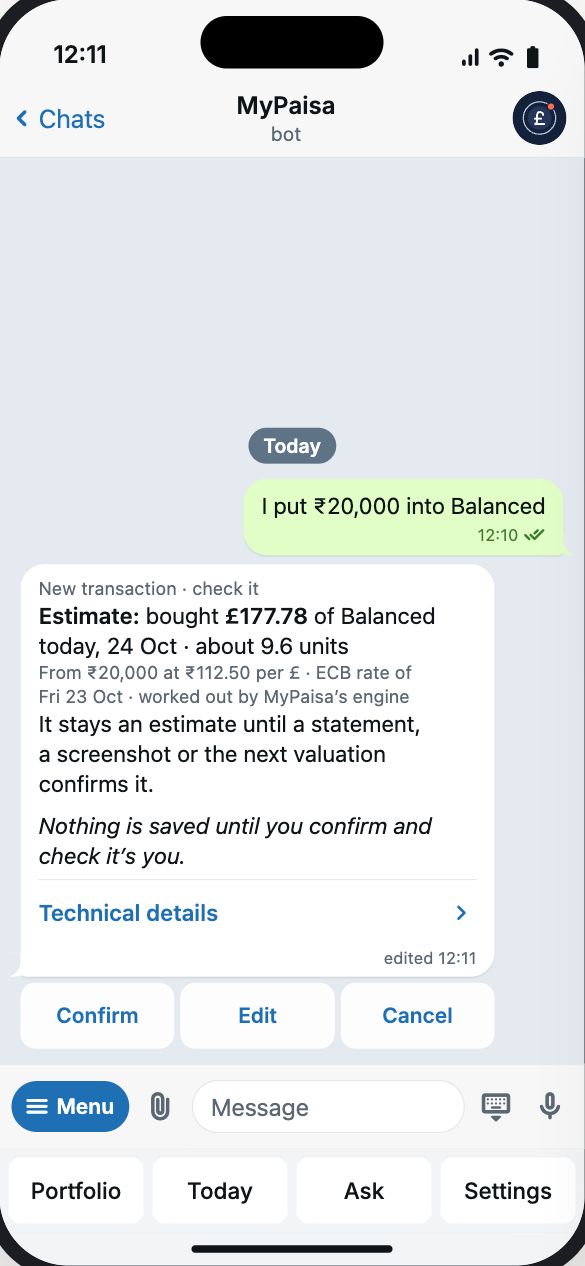 12:11
Chats
MyPaisa
bot
£
Today
I put ₹20,000 into Balanced
12:10
New transaction · check it
Estimate: bought £177.78 of Balanced
today, 24 Oct · about 9.6 units
From ₹20,000 at ₹112.50 per £ · ECB rate of
Fri 23 Oct · worked out by MyPaisa’s engine
It stays an estimate until a statement,
a screenshot or the next valuation
confirms it.
Nothing is saved until you confirm and
check it’s you.
Technical details
edited 12:11
Confirm Edit Cancel
Menu Message
Portfolio Today Ask Settings